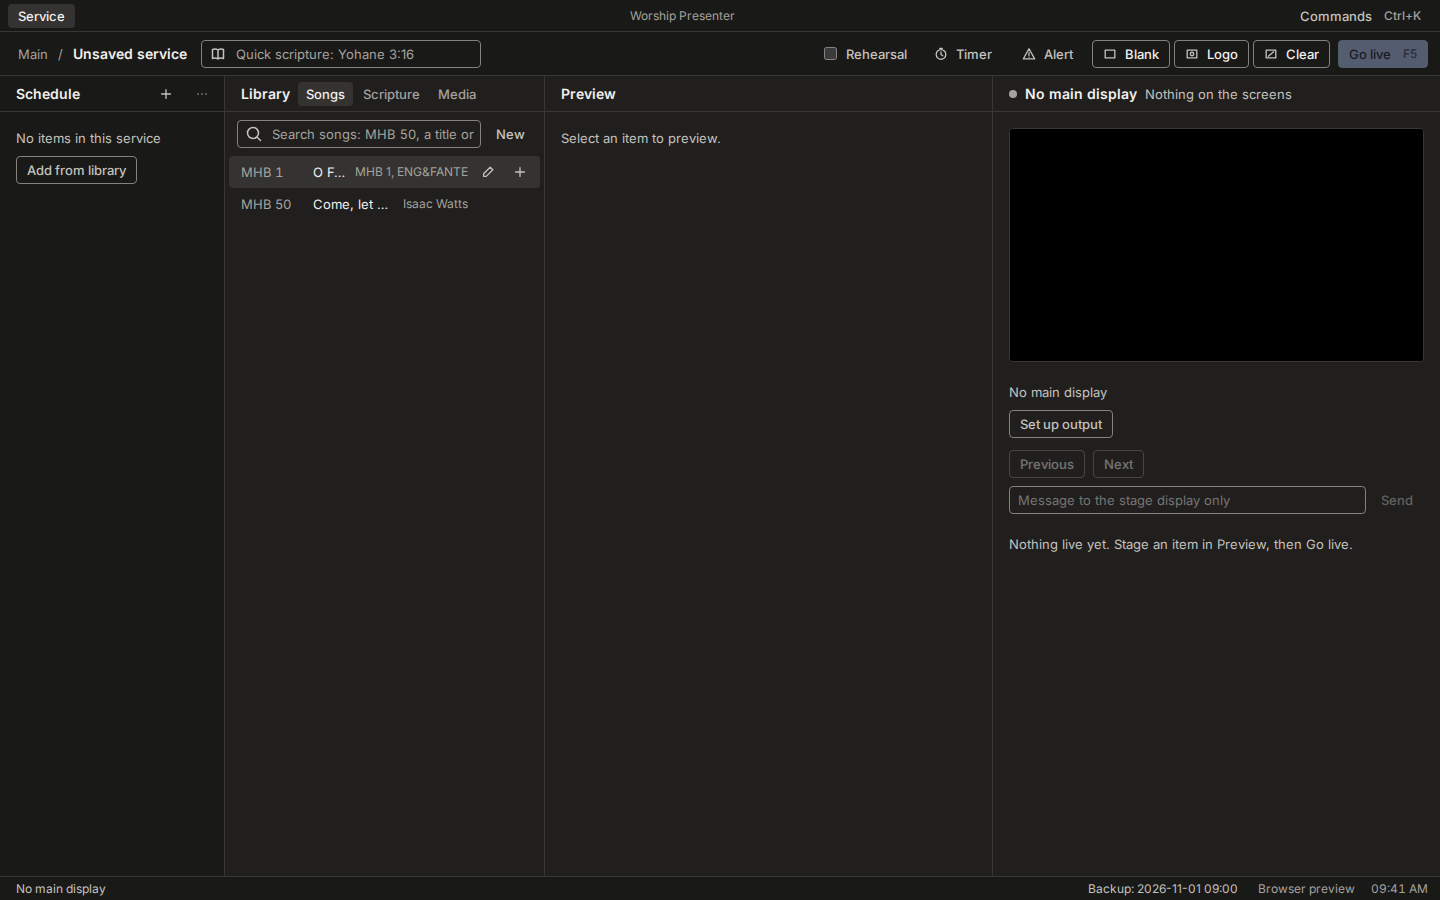 Service
Worship Presenter
Commands Ctrl+K
Main / Unsaved service
Quick scripture: Yohane 3:16
Rehearsal
Timer
Alert
Blank
Logo
Clear
Go live F5
Schedule
No items in this service
Add from library
Library Songs Scripture Media
Search songs: MHB 50, a title or
New
MHB 1 O F... MHB 1, ENG&FANTE
MHB 50 Come, let ... Isaac Watts
Preview
Select an item to preview.
No main display Nothing on the screens
No main display
Set up output
Previous Next
Message to the stage display only
Send
Nothing live yet. Stage an item in Preview, then Go live.
No main display
Backup: 2026-11-01 09:00 Browser preview 09:41 AM